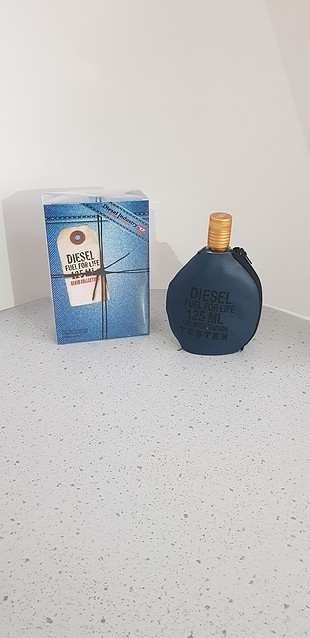 Diesel Industry
DIESEL
FUEL FOR LIFE
125 ML
DENIM COLLECTION
DIESEL
FUEL FOR LIFE
125 ML
TESTER